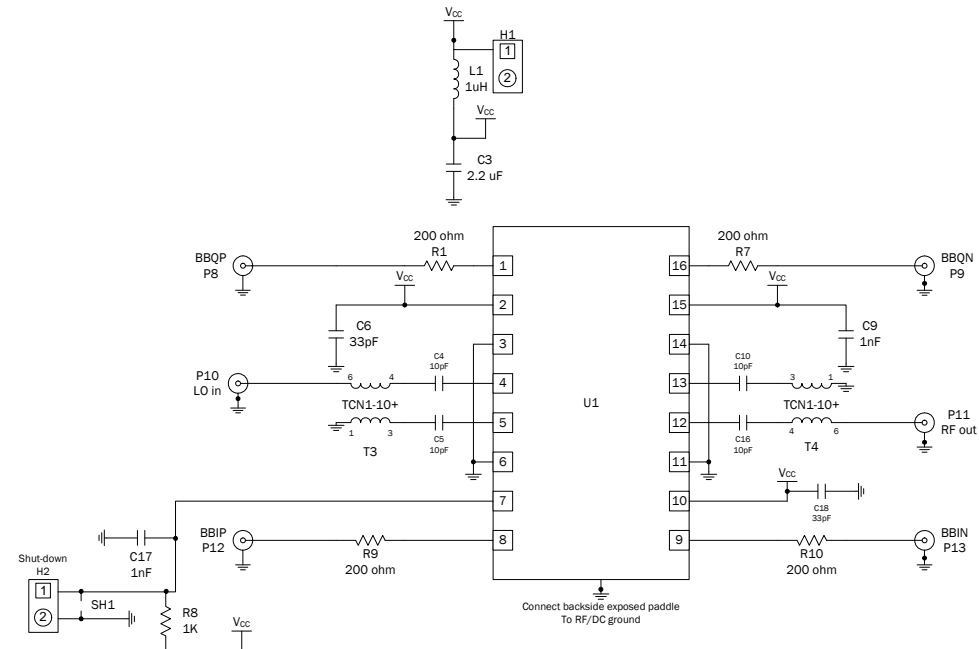 VCC
H1
1
2
L1
1uH
VCC
C3
2.2 uF
200 ohm
R1
BBQP
P8
1
VCC
2
C6
33pF
3
P10
LO in
6
4
C4
10pF
4
TCN1-10+
1
3
T3
C5
10pF
5
6
7
C17
1nF
BBIP
P12
R9
200 ohm
8
Shut-down
H2
1
2
SH1
R8
1K
VCC
U1
200 ohm
R7
16
BBQN
P9
VCC
15
C9
1nF
14
C10
10pF
13
3
1
TCN1-10+
12
C16
10pF
4
6
T4
P11
RF out
11
VCC
10
C18
33pF
9
R10
200 ohm
BBIN
P13
Connect backside exposed paddle
To RF/DC ground